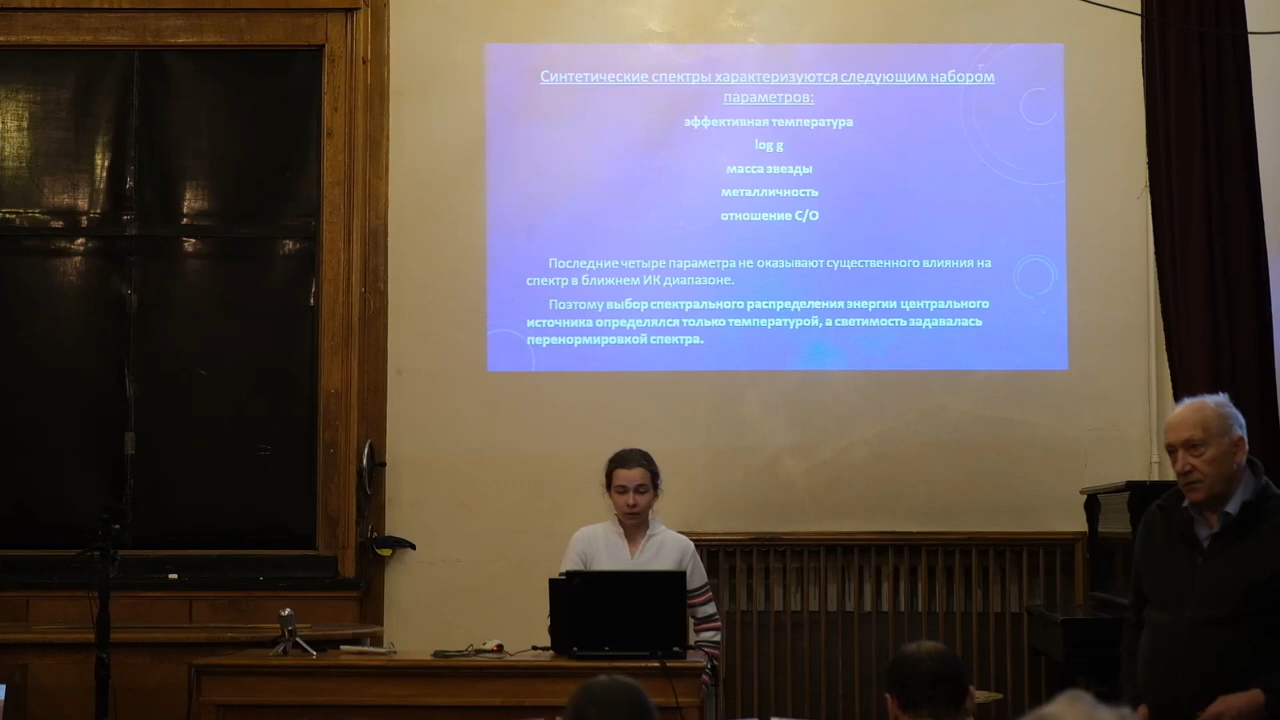 Синтетические спектры характеризуются следующим набором
параметров:
эффективная температура
log g
масса звезды
металличность
отношение C/O
Последние четыре параметра не оказывают существенного влияния на
спектр в ближнем ИК диапазоне.
Поэтому выбор спектрального распределения энергии центрального
источника определялся только температурой, а светимость задавалась
перенормировкой спектра.